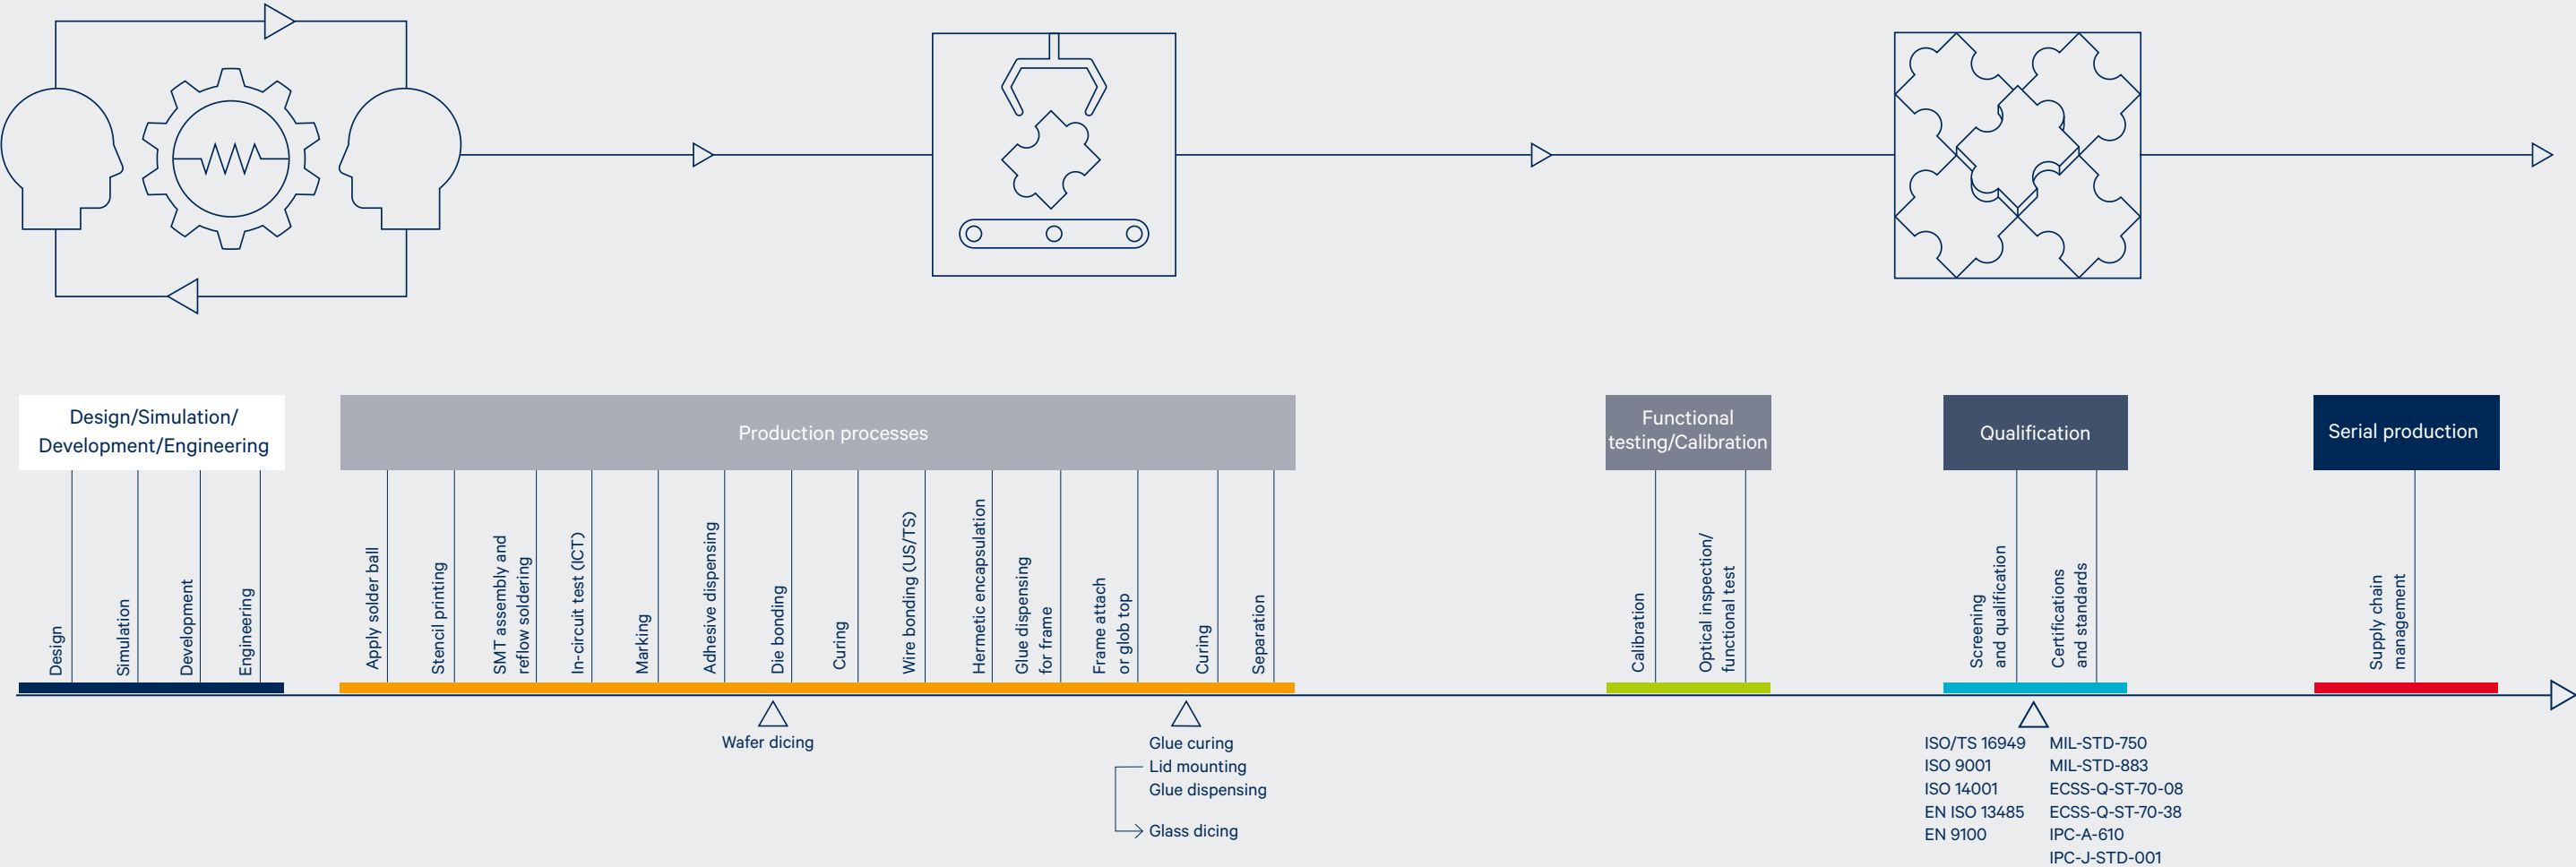 Design/Simulation/
Development/Engineering
Production processes
Functional
testing/Calibration
Qualification
Serial production
Design
Simulation
Development
Engineering
Apply solder ball
Stencil printing
SMT assembly and
reflow soldering
In-circuit test (ICT)
Marking
Adhesive dispensing
Die bonding
Curing
Wire bonding (US/TS)
Hermetic encapsulation
Glue dispensing
for frame
Frame attach
or glob top
Curing
Separation
Calibration
Optical inspection/
functional test
Screening
and qualification
Certifications
and standards
Supply chain
management
Wafer dicing
Glue curing
Lid mounting
Glue dispensing
Glass dicing
ISO/TS 16949
ISO 9001
ISO 14001
EN ISO 13485
EN 9100
MIL-STD-750
MIL-STD-883
ECSS-Q-ST-70-08
ECSS-Q-ST-70-38
IPC-A-610
IPC-J-STD-001